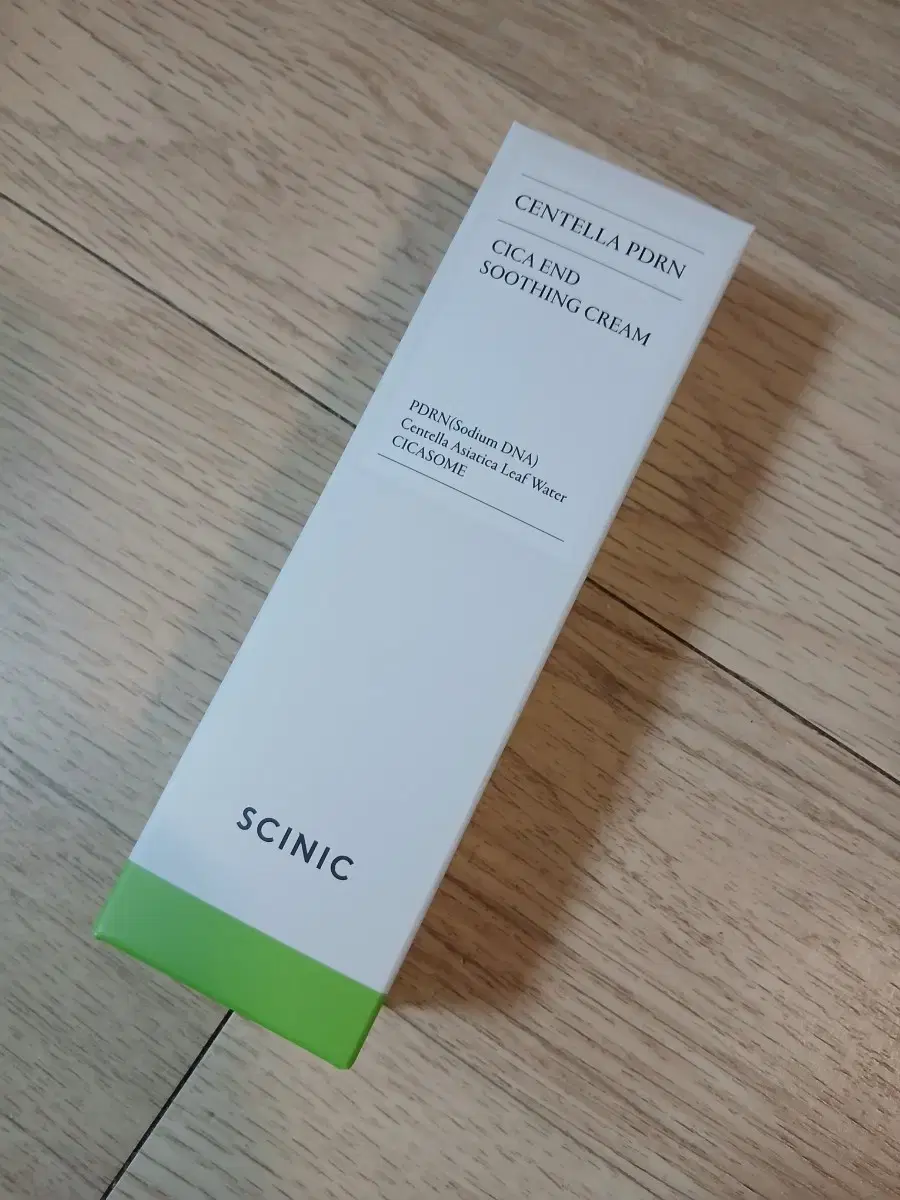 CENTELLA PDRN
CICA END
SOOTHING CREAM
PDRN(Sodium DNA)
Centella Asiatica Leaf Water
CICASOME
SCINIC